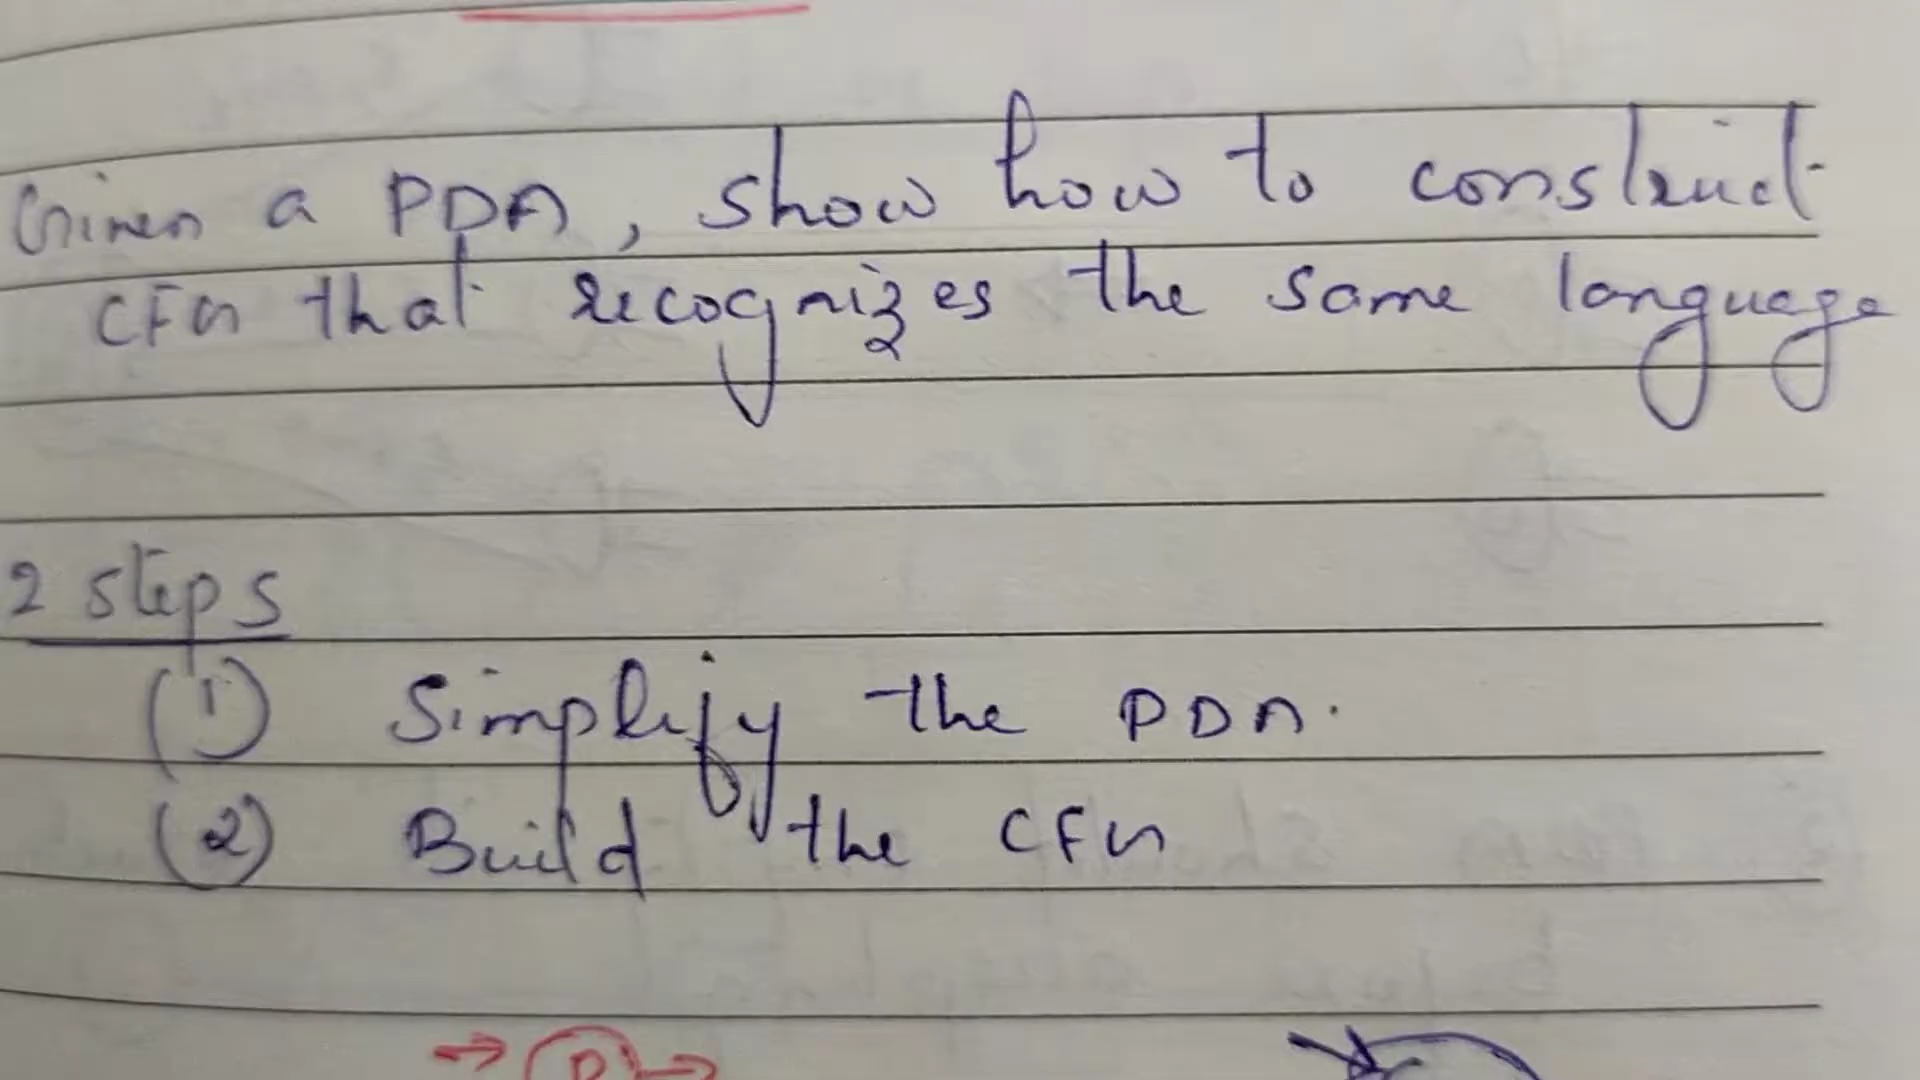 Given a PDA, show how to construct
CFG that recognizes the same language
2 steps
(1) Simplify the PDA.
(2) Build the CFG